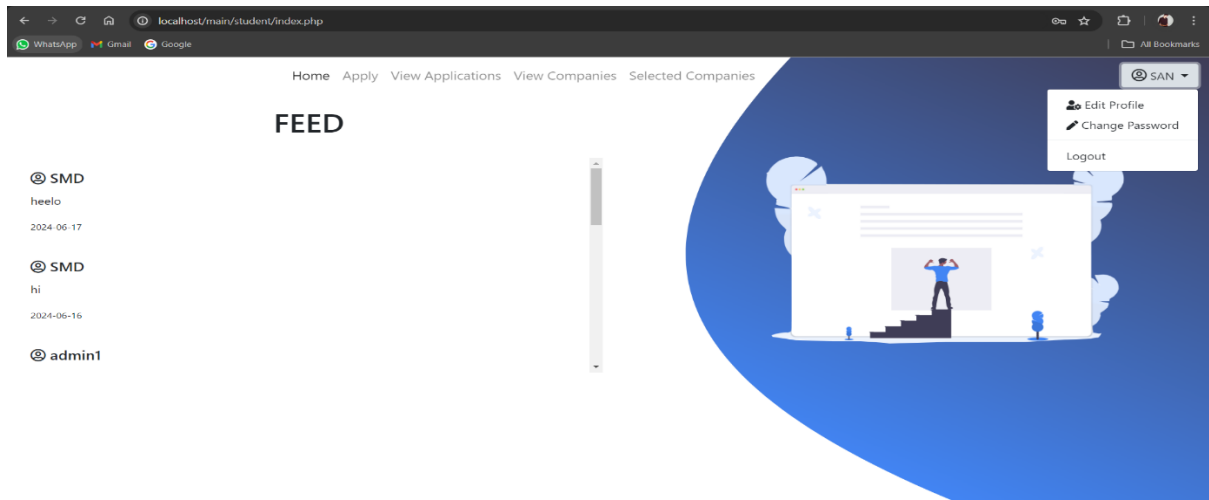 localhost/main/student/index.php
WhatsApp Gmail Google All Bookmarks
Home Apply View Applications View Companies Selected Companies SAN
Edit Profile
Change Password
Logout
FEED
SMD
heelo
2024-06-17
SMD
hi
2024-06-16
admin1